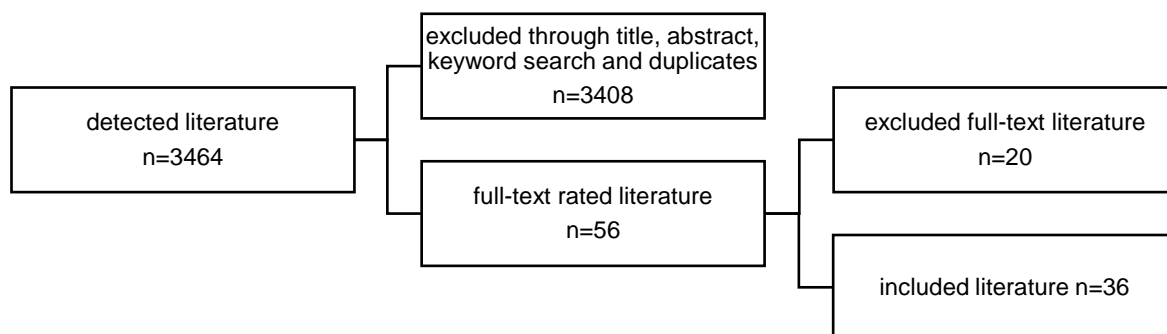 excluded through title, abstract,
keyword search and duplicates
n=3408
detected literature
n=3464
excluded full-text literature
n=20
full-text rated literature
n=56
included literature n=36